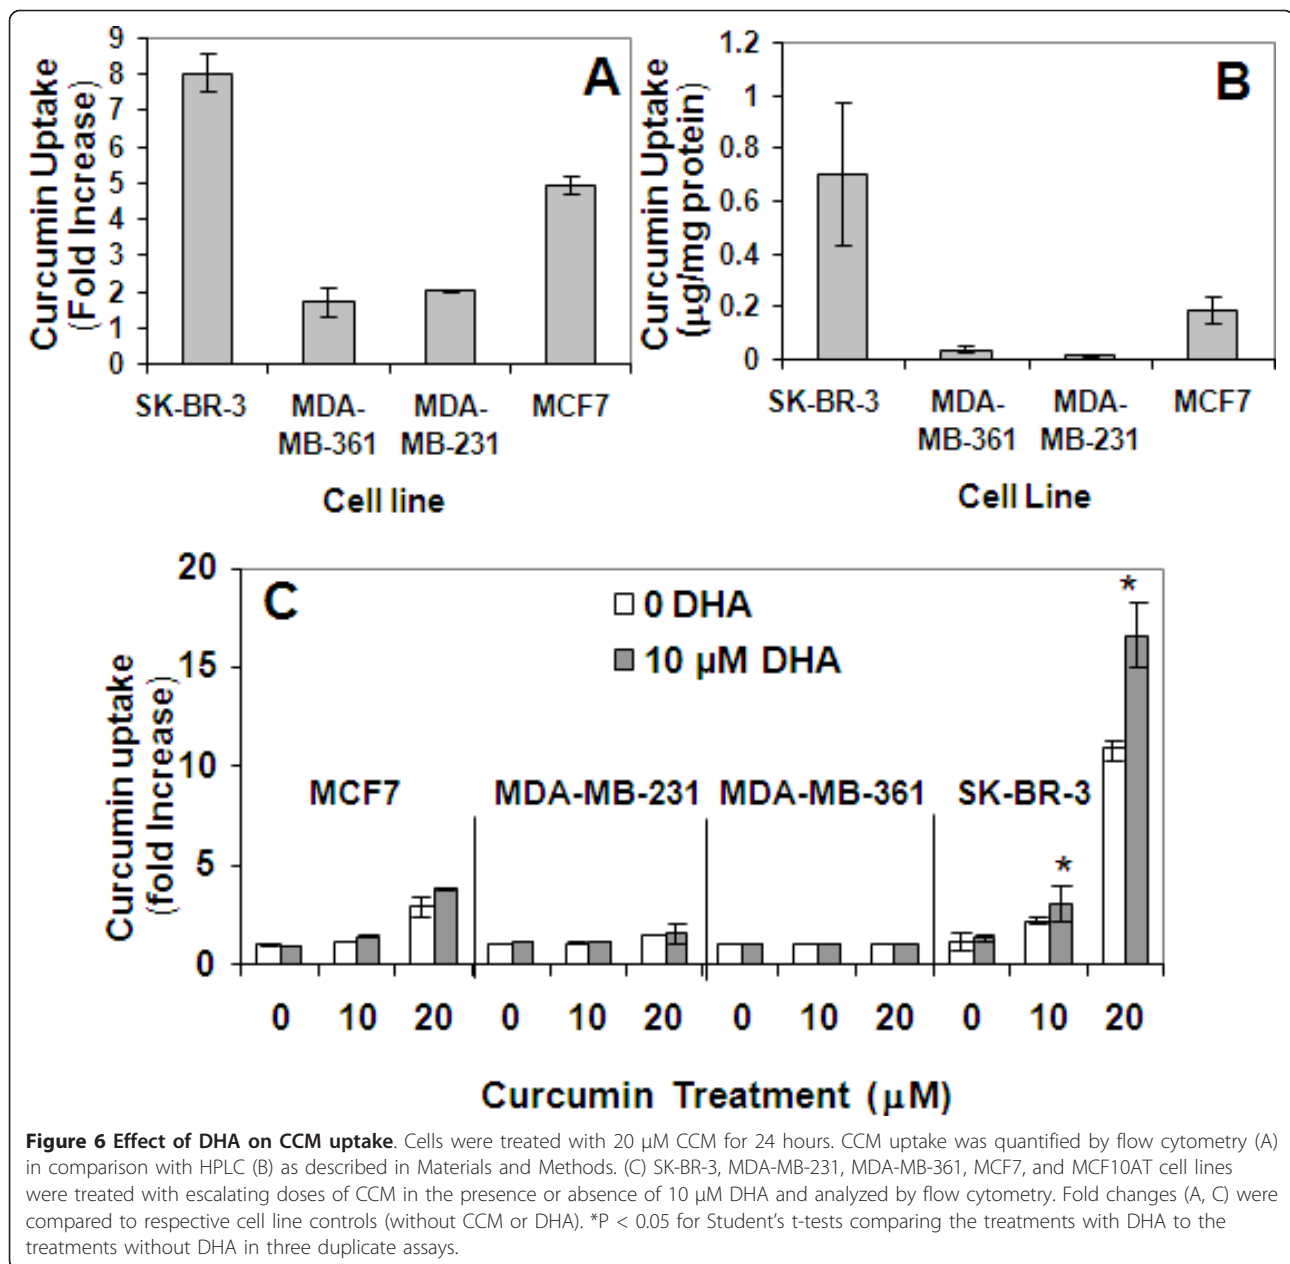 A
Curcumin Uptake
(Fold Increase)
9
8
7
6
5
4
3
2
1
0
SK-BR-3 MDA- MDA- MCF7
MB-361 MB-231
Cell line
B
Curcumin Uptake
(µg/mg protein)
1.2
1
0.8
0.6
0.4
0.2
0
SK-BR-3 MDA- MDA- MCF7
MB-361 MB-231
Cell Line
C
Curcumin uptake
(fold Increase)
20
15
10
5
0
0 DHA
10 µM DHA
MCF7 MDA-MB-231 MDA-MB-361 SK-BR-3
*
*
0 10 20 0 10 20 0 10 20 0 10 20
Curcumin Treatment (µM)
Figure 6 Effect of DHA on CCM uptake. Cells were treated with 20 µM CCM for 24 hours. CCM uptake was quantified by flow cytometry (A)
in comparison with HPLC (B) as described in Materials and Methods. (C) SK-BR-3, MDA-MB-231, MDA-MB-361, MCF7, and MCF10AT cell lines
were treated with escalating doses of CCM in the presence or absence of 10 µM DHA and analyzed by flow cytometry. Fold changes (A, C) were
compared to respective cell line controls (without CCM or DHA). *P < 0.05 for Student's t-tests comparing the treatments with DHA to the
treatments without DHA in three duplicate assays.